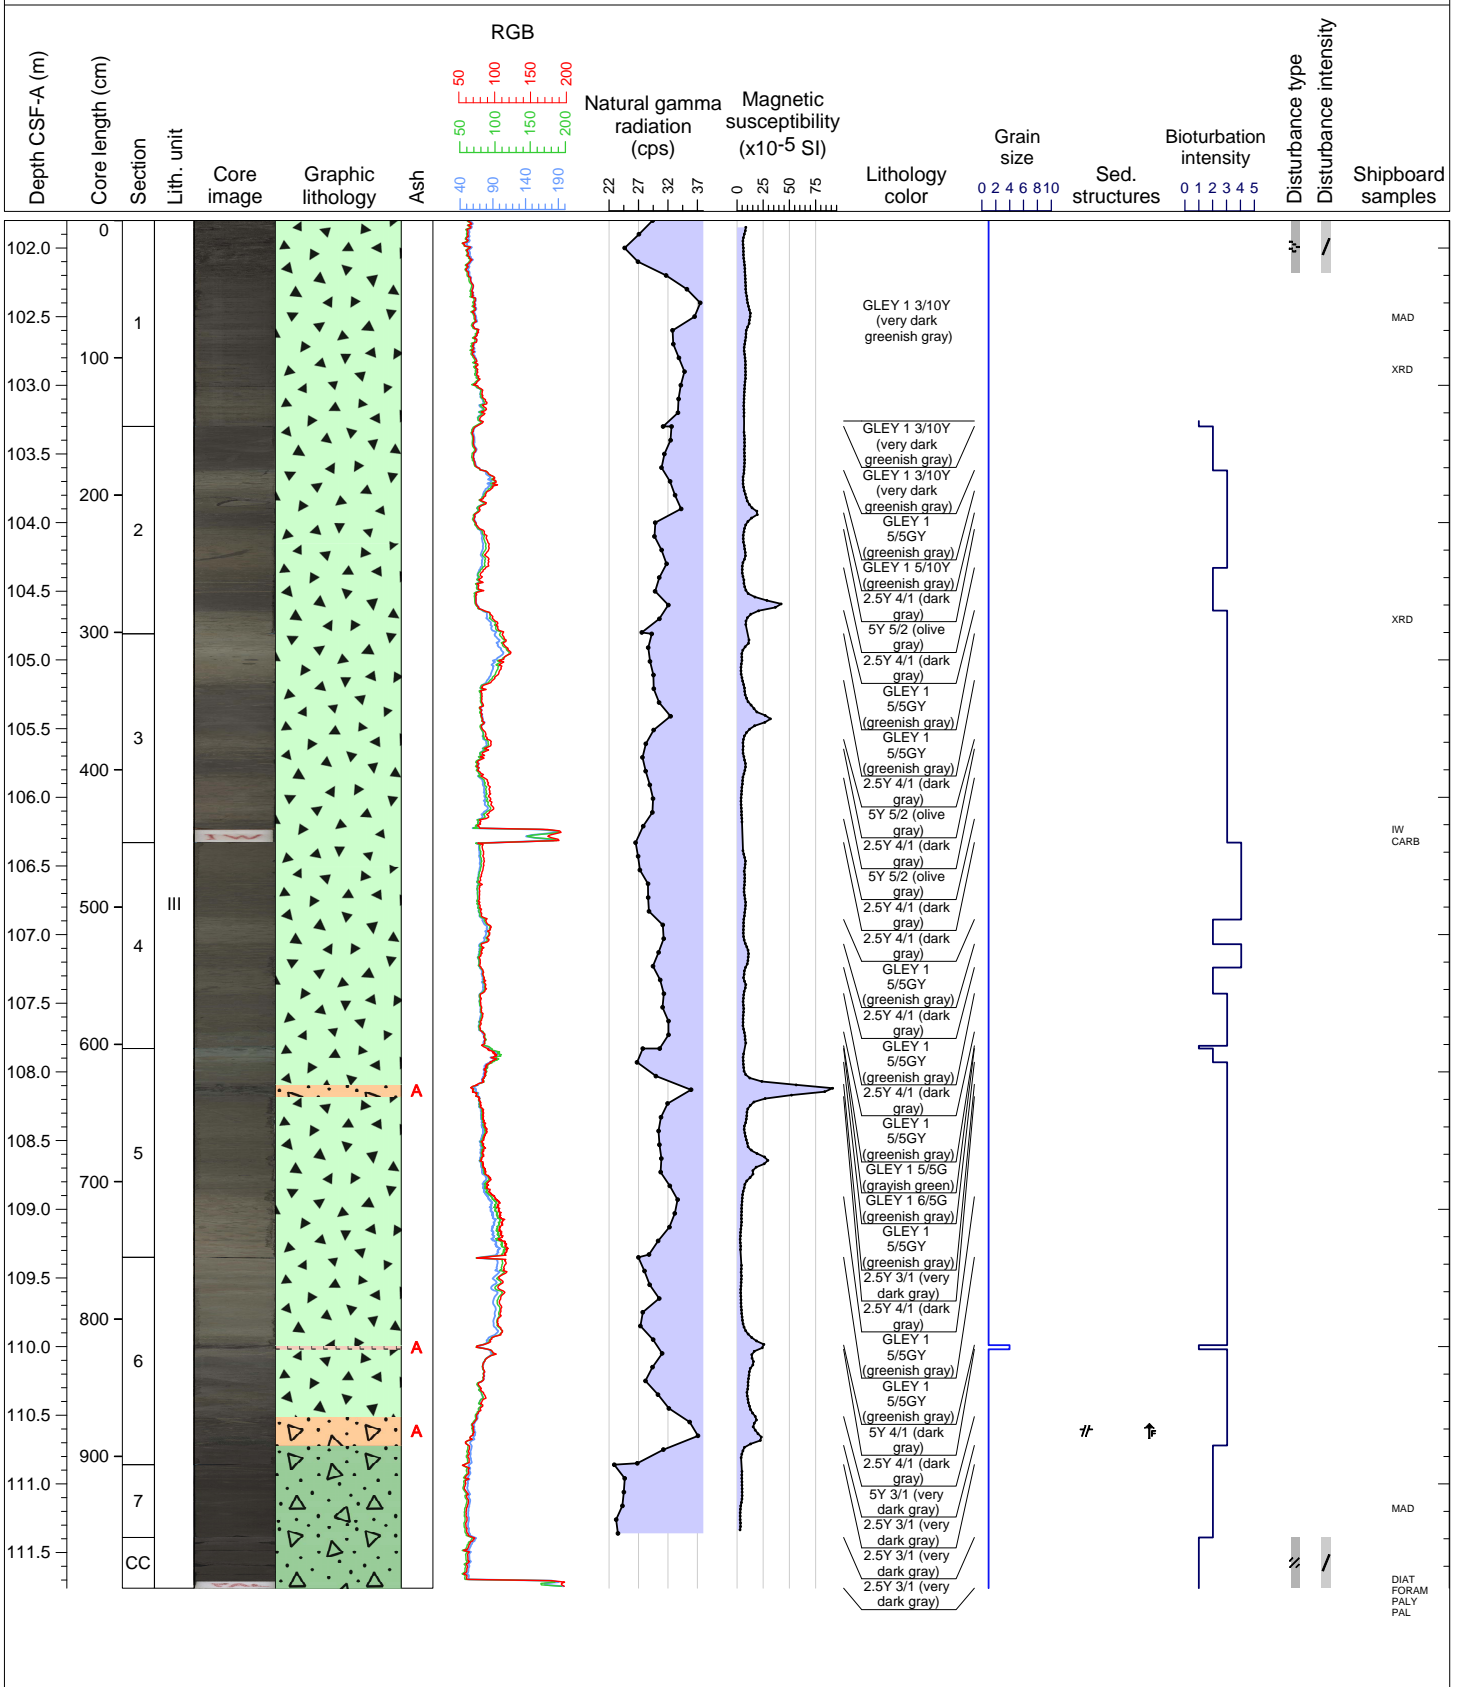 Depth CSF-A (m)
Core length (cm)
Section
Lith. unit
Core
image
Graphic
lithology
Ash
RGB
50 100 150 200
50 100 150 200
40 90 140 190
Natural gamma
radiation
(cps)
22 27 32 37
Magnetic
susceptibility
(x10-5 SI)
0 25 50 75
Lithology
color
Grain
size
0 2 4 6 8 10
Sed.
structures
Bioturbation
intensity
0 1 2 3 4 5
Disturbance type
Disturbance intensity
Shipboard
samples
102.0
102.5
103.0
103.5
104.0
104.5
105.0
105.5
106.0
106.5
107.0
107.5
108.0
108.5
109.0
109.5
110.0
110.5
111.0
111.5
0
100
200
300
400
500
600
700
800
900
1
2
3
4
5
6
7
CC
III
IW
A
A
A
GLEY 1 3/10Y
(very dark
greenish gray)
GLEY 1 3/10Y
(very dark
greenish gray)
GLEY 1 3/10Y
(very dark
greenish gray)
GLEY 1
5/5GY
(greenish gray)
GLEY 1 5/10Y
(greenish gray)
2.5Y 4/1 (dark
gray)
5Y 5/2 (olive
gray)
2.5Y 4/1 (dark
gray)
GLEY 1
5/5GY
(greenish gray)
GLEY 1
5/5GY
(greenish gray)
2.5Y 4/1 (dark
gray)
5Y 5/2 (olive
gray)
2.5Y 4/1 (dark
gray)
5Y 5/2 (olive
gray)
2.5Y 4/1 (dark
gray)
2.5Y 4/1 (dark
gray)
GLEY 1
5/5GY
(greenish gray)
2.5Y 4/1 (dark
gray)
GLEY 1
5/5GY
(greenish gray)
2.5Y 4/1 (dark
gray)
GLEY 1
5/5GY
(greenish gray)
GLEY 1 5/5G
(grayish green)
GLEY 1 6/5G
(greenish gray)
GLEY 1
5/5GY
(greenish gray)
2.5Y 3/1 (very
dark gray)
2.5Y 4/1 (dark
gray)
GLEY 1
5/5GY
(greenish gray)
GLEY 1
5/5GY
(greenish gray)
5Y 4/1 (dark
gray)
2.5Y 4/1 (dark
gray)
5Y 3/1 (very
dark gray)
2.5Y 3/1 (very
dark gray)
2.5Y 3/1 (very
dark gray)
2.5Y 3/1 (very
dark gray)
F
MAD
XRD
XRD
IW
CARB
MAD
DIAT
FORAM
PALY
PAL